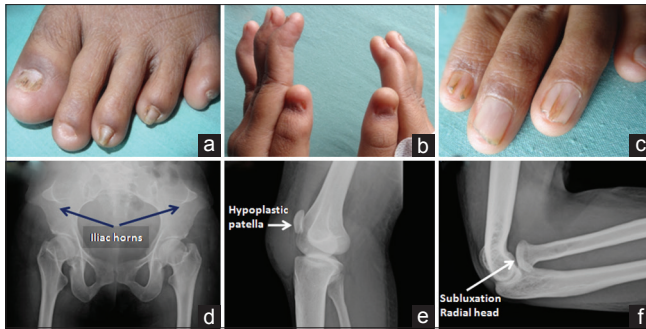 a
b
c
Iliac horns
d
Hypoplastic
patella
e
Subluxation
Radial head
f